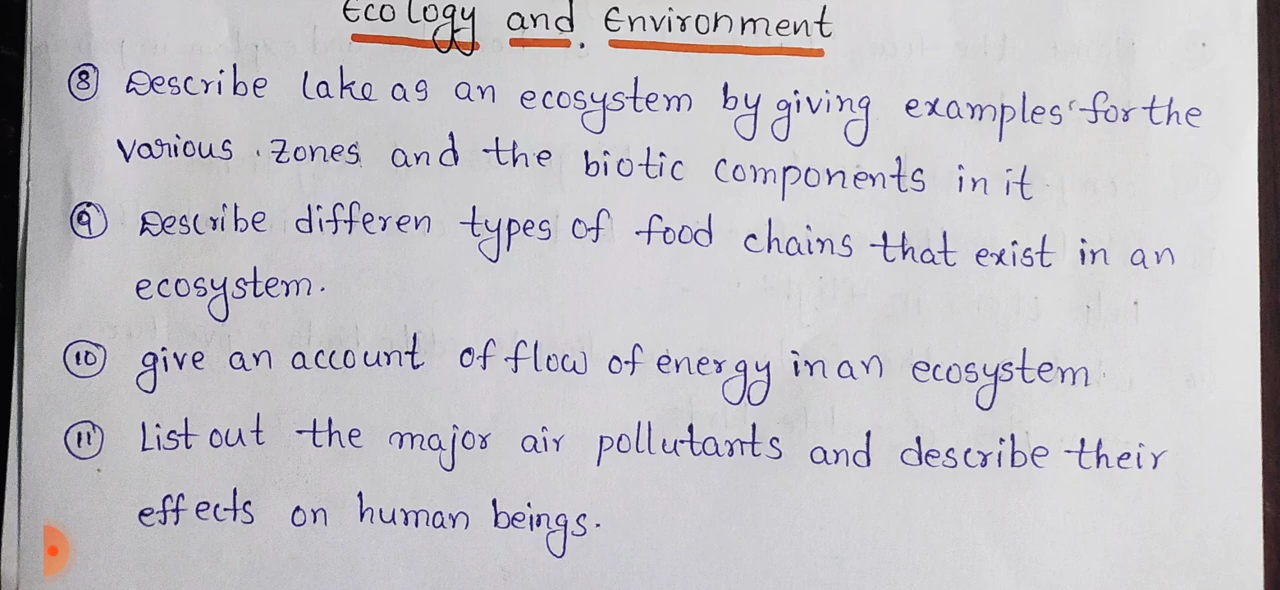 Ecology and Environment
⑧ Describe lake as an ecosystem by giving examples for the
various zones and the biotic components in it
⑨ Describe differen types of food chains that exist in an
ecosystem.
⑩ give an account of flow of energy in an ecosystem
⑪ List out the major air pollutants and describe their
effects on human beings.